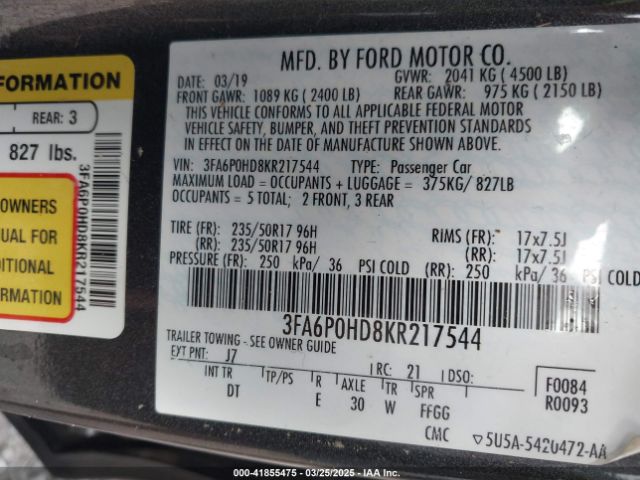 FORMATION
REAR: 3
827 lbs.
OWNERS
UAL FOR
DITIONAL
FORMATION
3FA6P0HD8KR217544
MFD. BY FORD MOTOR CO.
DATE: 03/19 GVWR: 2041 KG ( 4500 LB)
FRONT GAWR: 1089 KG ( 2400 LB) REAR GAWR: 975 KG ( 2150 LB)
THIS VEHICLE CONFORMS TO ALL APPLICABLE FEDERAL MOTOR
VEHICLE SAFETY, BUMPER, AND THEFT PREVENTION STANDARDS
IN EFFECT ON THE DATE OF MANUFACTURE SHOWN ABOVE.
VIN: 3FA6P0HD8KR217544 TYPE: Passenger Car
MAXIMUM LOAD = OCCUPANTS + LUGGAGE = 375KG/ 827LB
OCCUPANTS = 5 TOTAL; 2 FRONT, 3 REAR
TIRE (FR): 235/50R17 96H RIMS (FR): 17x7.5J
(RR): 235/50R17 96H (RR): 17x7.5J
PRESSURE (FR): 250 kPa/ 36 PSI COLD (RR): 250 kPa/ 36 PSI COLD
3FA6P0HD8KR217544
TRAILER TOWING - SEE OWNER GUIDE
EXT PNT: J7 RC: 21 DSO:
INT TR TP/PS R AXLE TR SPR F0084
DT E 30 W FFGG R0093
CMC ▽5U5A-5420472-AA
000-41855475 — 03/25/2025 — IAA, Inc.